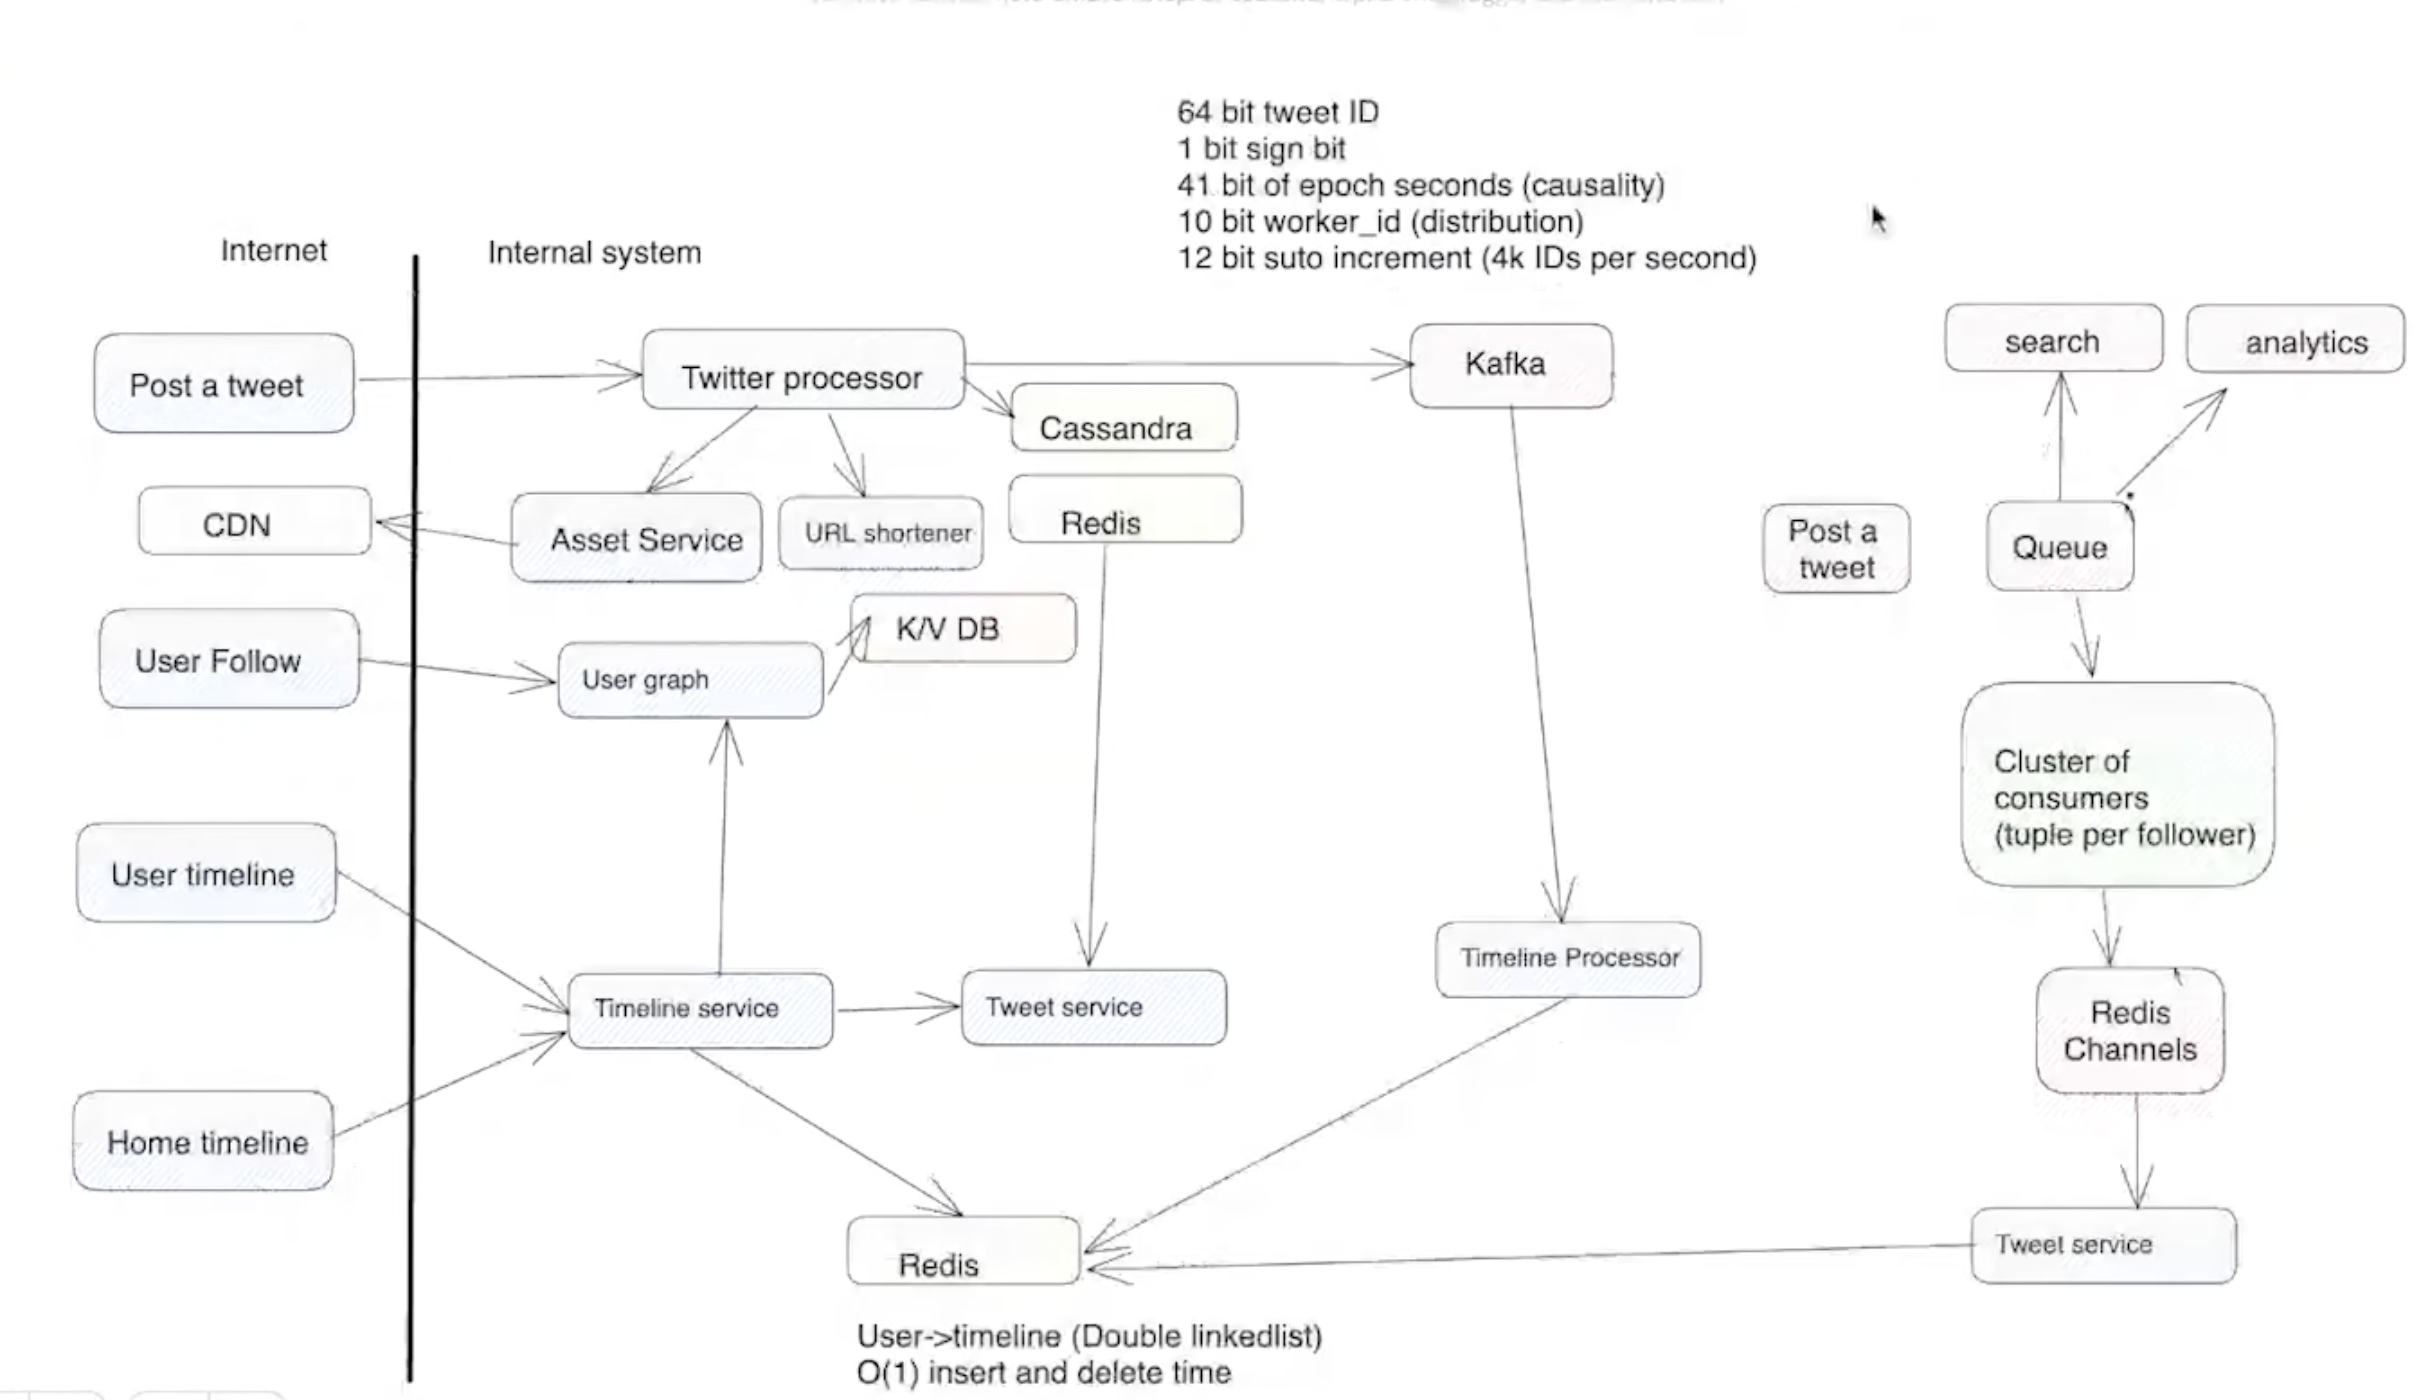 64 bit tweet ID
1 bit sign bit
41 bit of epoch seconds (causality)
10 bit worker_id (distribution)
12 bit suto increment (4k IDs per second)
Internet
Internal system
Post a tweet
Twitter processor
Kafka
Cassandra
CDN
Asset Service
URL shortener
Redis
K/V DB
User Follow
User graph
User timeline
Timeline service
Tweet service
Timeline Processor
Home timeline
Redis
User->timeline (Double linkedlist)
O(1) insert and delete time
search
analytics
Post a
tweet
Queue
Cluster of
consumers
(tuple per follower)
Redis
Channels
Tweet service